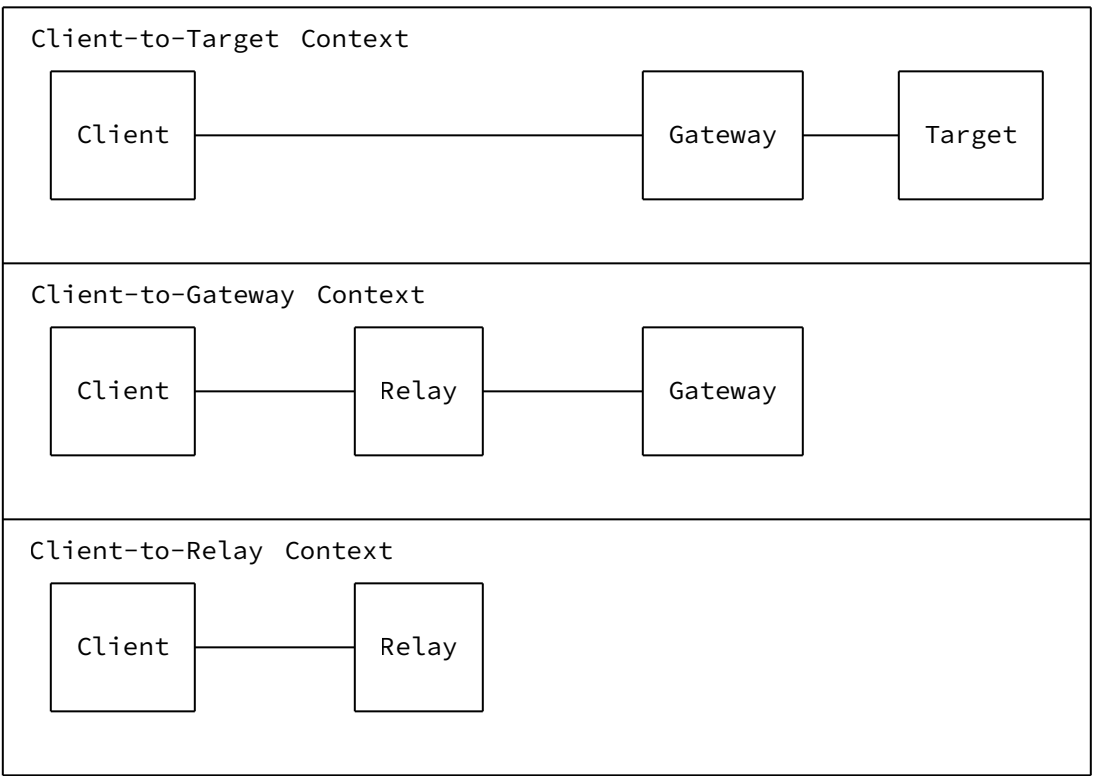 Client-to-Target Context
Client Gateway Target
Client-to-Gateway Context
Client Relay Gateway
Client-to-Relay Context
Client Relay